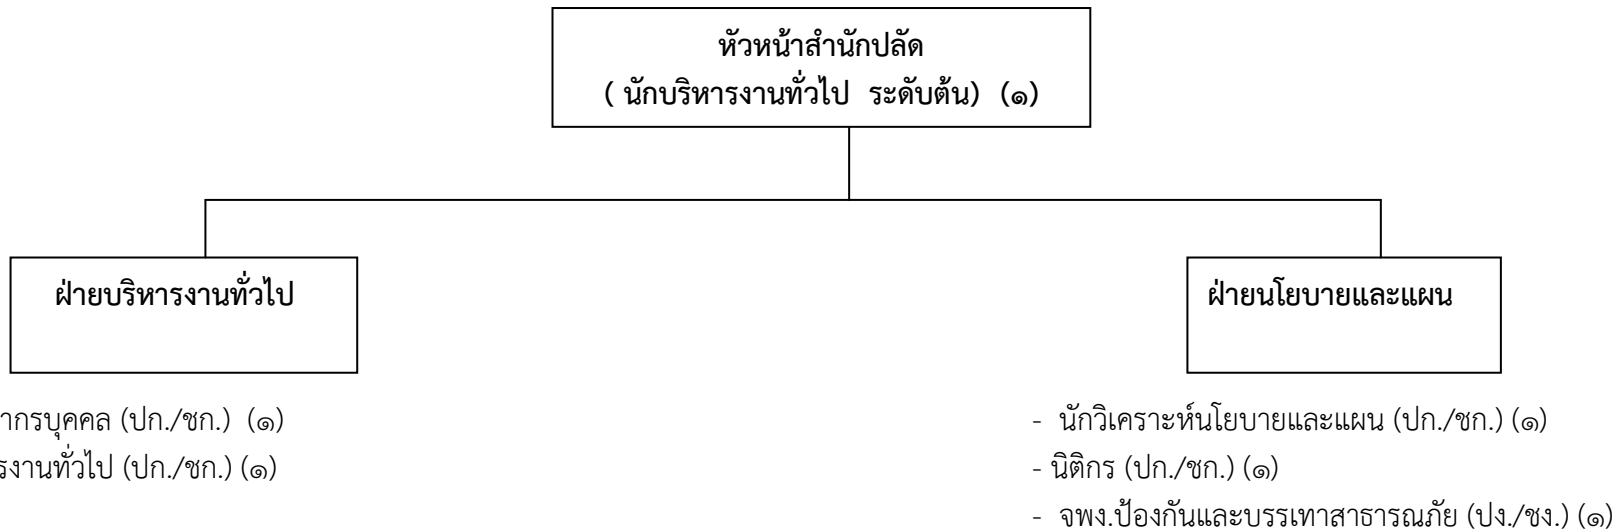 หัวหน้าสำนักปลัด
( นักบริหารงานทั่วไป ระดับต้น) (๑)
ฝ่ายบริหารงานทั่วไป
ฝ่ายนโยบายและแผน
ากรบุคคล (ปก./ชก.) (๑)
รงานทั่วไป (ปก./ชก.) (๑)
- นักวิเคราะห์นโยบายและแผน (ปก./ชก.) (๑)
- นิติกร (ปก./ชก.) (๑)
- จพง.ป้องกันและบรรเทาสาธารณภัย (ปง./ชง.) (๑)